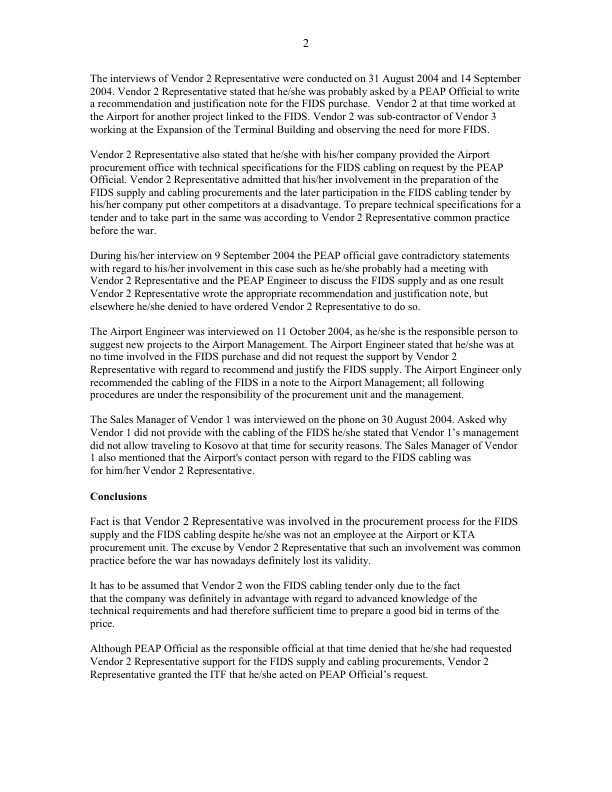 2
The interviews of Vendor 2 Representative were conducted on 31 August 2004 and 14 September
2004. Vendor 2 Representative stated that he/she was probably asked by a PEAP Official to write
a recommendation and justification note for the FIDS purchase.  Vendor 2 at that time worked at
the Airport for another project linked to the FIDS. Vendor 2 was sub-contractor of Vendor 3
working at the Expansion of the Terminal Building and observing the need for more FIDS.
Vendor 2 Representative also stated that he/she with his/her company provided the Airport
procurement office with technical specifications for the FIDS cabling on request by the PEAP
Official. Vendor 2 Representative admitted that his/her involvement in the preparation of the
FIDS supply and cabling procurements and the later participation in the FIDS cabling tender by
his/her company put other competitors at a disadvantage. To prepare technical specifications for a
tender and to take part in the same was according to Vendor 2 Representative common practice
before the war.
During his/her interview on 9 September 2004 the PEAP official gave contradictory statements
with regard to his/her involvement in this case such as he/she probably had a meeting with
Vendor 2 Representative and the PEAP Engineer to discuss the FIDS supply and as one result
Vendor 2 Representative wrote the appropriate recommendation and justification note, but
elsewhere he/she denied to have ordered Vendor 2 Representative to do so.
The Airport Engineer was interviewed on 11 October 2004, as he/she is the responsible person to
suggest new projects to the Airport Management. The Airport Engineer stated that he/she was at
no time involved in the FIDS purchase and did not request the support by Vendor 2
Representative with regard to recommend and justify the FIDS supply. The Airport Engineer only
recommended the cabling of the FIDS in a note to the Airport Management; all following
procedures are under the responsibility of the procurement unit and the management.
The Sales Manager of Vendor 1 was interviewed on the phone on 30 August 2004. Asked why
Vendor 1 did not provide with the cabling of the FIDS he/she stated that Vendor 1's management
did not allow traveling to Kosovo at that time for security reasons. The Sales Manager of Vendor
1 also mentioned that the Airport's contact person with regard to the FIDS cabling was
for him/her Vendor 2 Representative.
Conclusions
Fact is that Vendor 2 Representative was involved in the procurement process for the FIDS
supply and the FIDS cabling despite he/she was not an employee at the Airport or KTA
procurement unit. The excuse by Vendor 2 Representative that such an involvement was common
practice before the war has nowadays definitely lost its validity.
It has to be assumed that Vendor 2 won the FIDS cabling tender only due to the fact
that the company was definitely in advantage with regard to advanced knowledge of the
technical requirements and had therefore sufficient time to prepare a good bid in terms of the
price.
Although PEAP Official as the responsible official at that time denied that he/she had requested
Vendor 2 Representative support for the FIDS supply and cabling procurements, Vendor 2
Representative granted the ITF that he/she acted on PEAP Official's request.